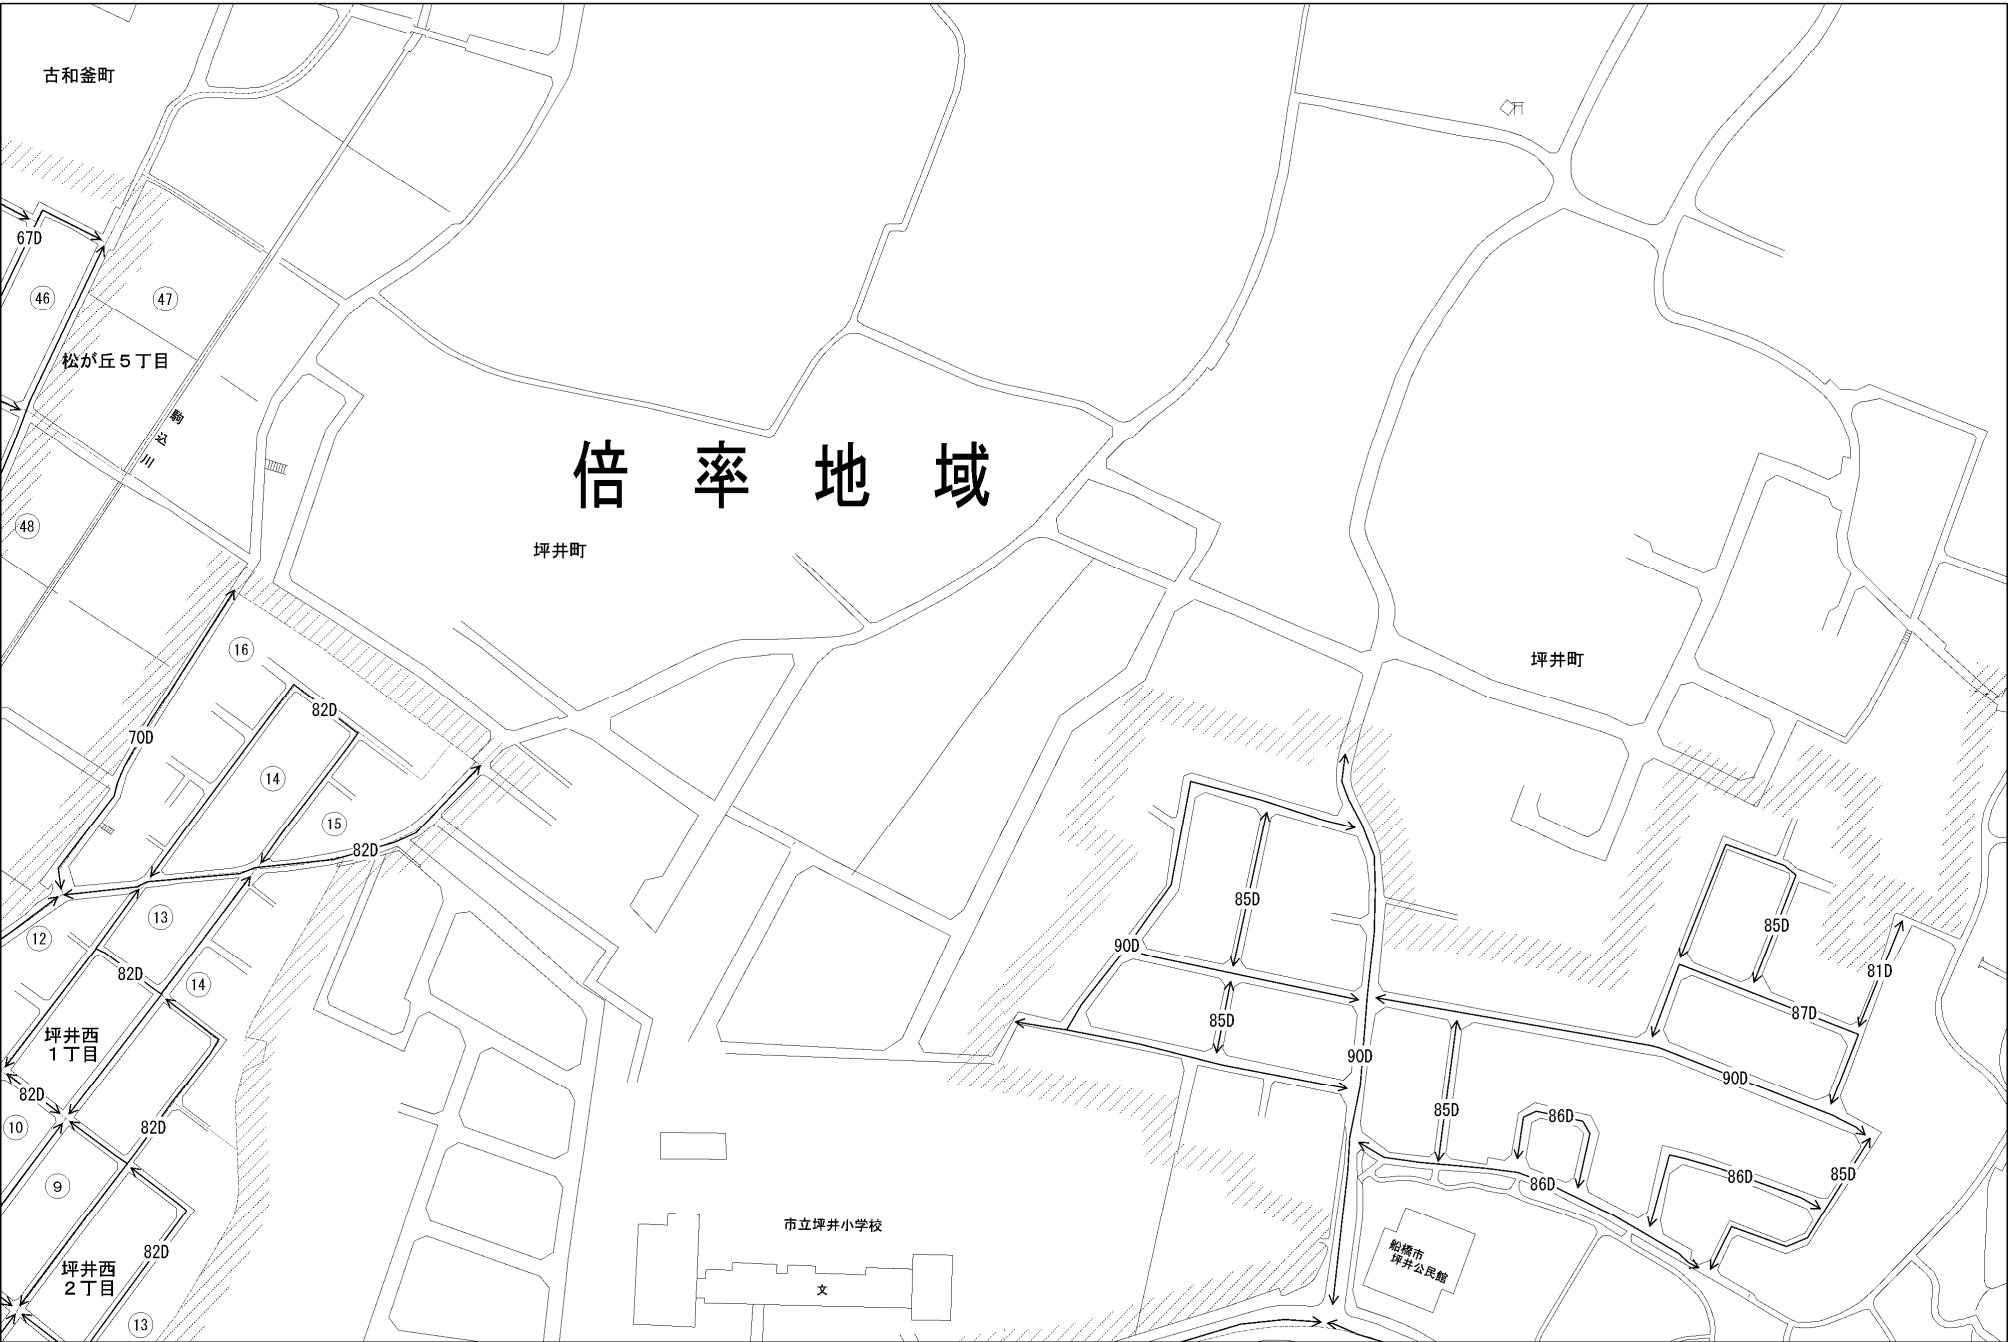 古和釜町
67D
46
47
松が丘５丁目
駒込川
倍率地域
48
坪井町
16
坪井町
82D
70D
14
15
82D
85D
13
12
85D
90D
82D
81D
14
87D
85D
坪井西
１丁目
90D
90D
82D
85D
86D
10
82D
86D
85D
9
86D
市立坪井小学校
82D
船橋市
坪井公民館
坪井西
２丁目
文
13